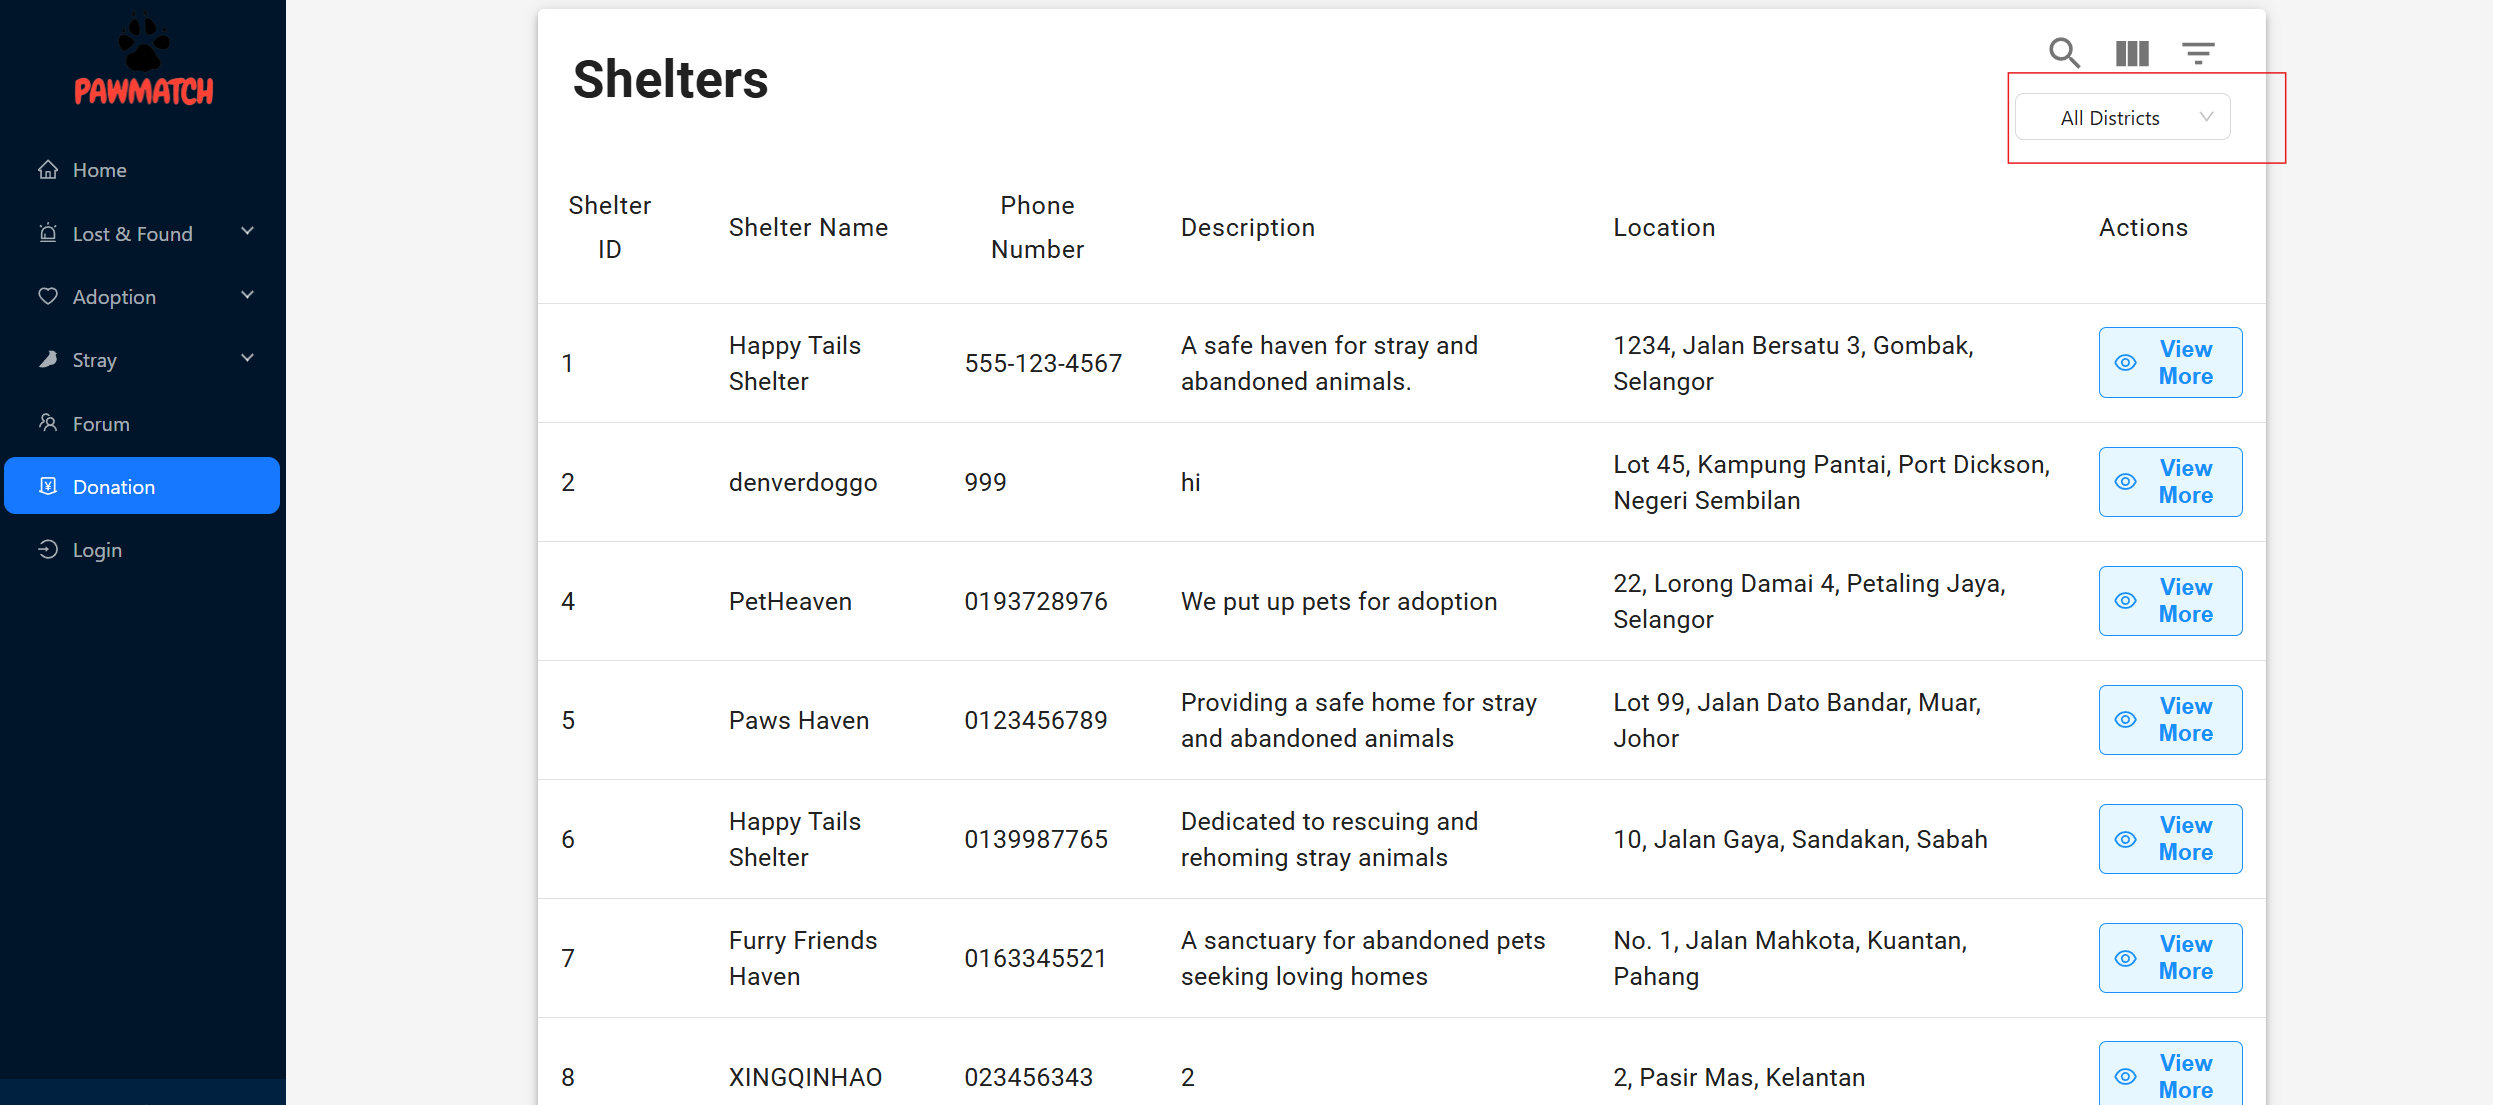 PAWMATCH
Home
Lost & Found
Adoption
Stray
Forum
Donation
Login
Shelters
All Districts
Shelter
ID
Shelter Name
Phone
Number
Description
Location
Actions
1
Happy Tails
Shelter
555-123-4567
A safe haven for stray and
abandoned animals.
1234, Jalan Bersatu 3, Gombak,
Selangor
View
More
2
denverdoggo
999
hi
Lot 45, Kampung Pantai, Port Dickson,
Negeri Sembilan
View
More
4
PetHeaven
0193728976
We put up pets for adoption
22, Lorong Damai 4, Petaling Jaya,
Selangor
View
More
5
Paws Haven
0123456789
Providing a safe home for stray
and abandoned animals
Lot 99, Jalan Dato Bandar, Muar,
Johor
View
More
6
Happy Tails
Shelter
0139987765
Dedicated to rescuing and
rehoming stray animals
10, Jalan Gaya, Sandakan, Sabah
View
More
7
Furry Friends
Haven
0163345521
A sanctuary for abandoned pets
seeking loving homes
No. 1, Jalan Mahkota, Kuantan,
Pahang
View
More
8
XINGQINHAO
023456343
2
2, Pasir Mas, Kelantan
View
More